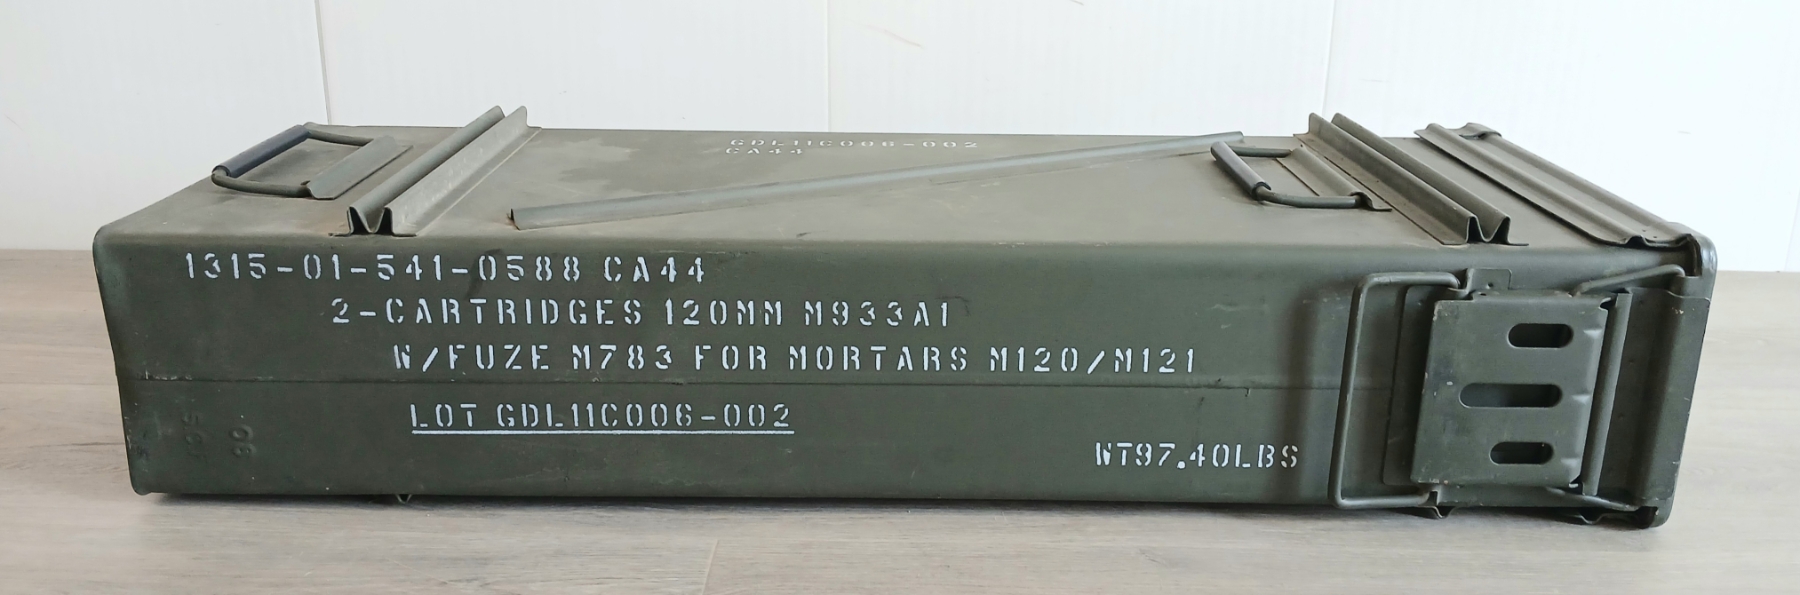 GDL11C006-002
CA44
1315-01-541-0588 CA44
2-CARTRIDGES 120MM M933A1
W/FUZE M783 FOR MORTARS M120/M121
LOT GDL11C006-002
WT97.40LBS